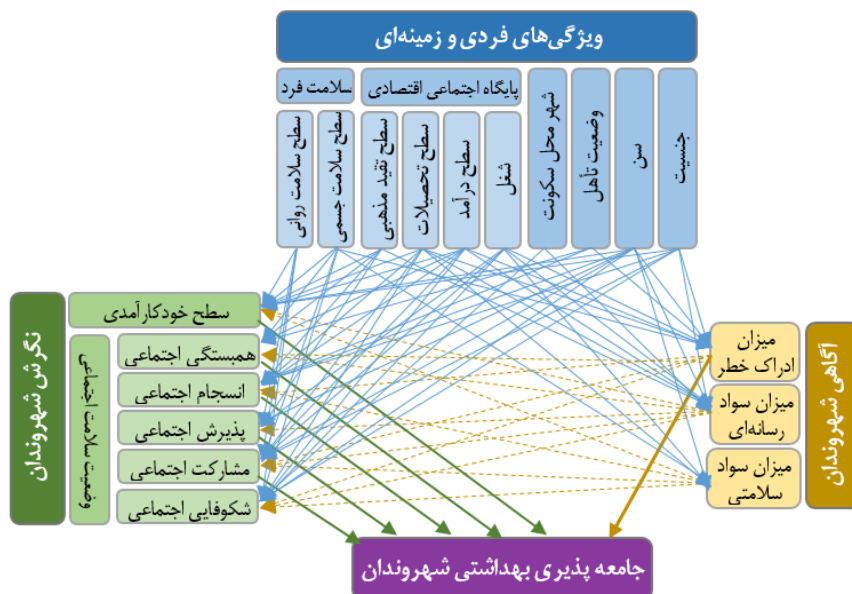 ویژگی‌های فردی و زمینه‌ای
جنسیت
سن
وضعیت تأهل
شهر محل سکونت
پایگاه اجتماعی اقتصادی
شغل
سطح درآمد
سطح تحصیلات
سطح تقید مذهبی
سلامت فرد
سطح سلامت جسمی
سطح سلامت روانی
آگاهی شهروندان
میزان
ادراک خطر
میزان سواد
رسانه‌ای
میزان سواد
سلامتی
نگرش شهروندان
سطح خودکارآمدی
وضعیت سلامت اجتماعی
همبستگی اجتماعی
انسجام اجتماعی
پذیرش اجتماعی
مشارکت اجتماعی
شکوفایی اجتماعی
جامعه پذیری بهداشتی شهروندان